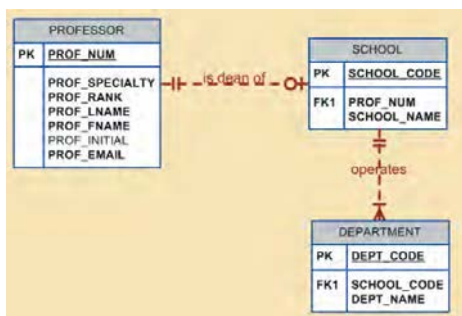 PROFESSOR
PK PROF_NUM
PROF_SPECIALTY
PROF_RANK
PROF_LNAME
PROF_FNAME
PROF_INITIAL
PROF_EMAIL
is dean of
SCHOOL
PK SCHOOL_CODE
FK1 PROF_NUM
SCHOOL_NAME
operates
DEPARTMENT
PK DEPT_CODE
FK1 SCHOOL_CODE
DEPT_NAME